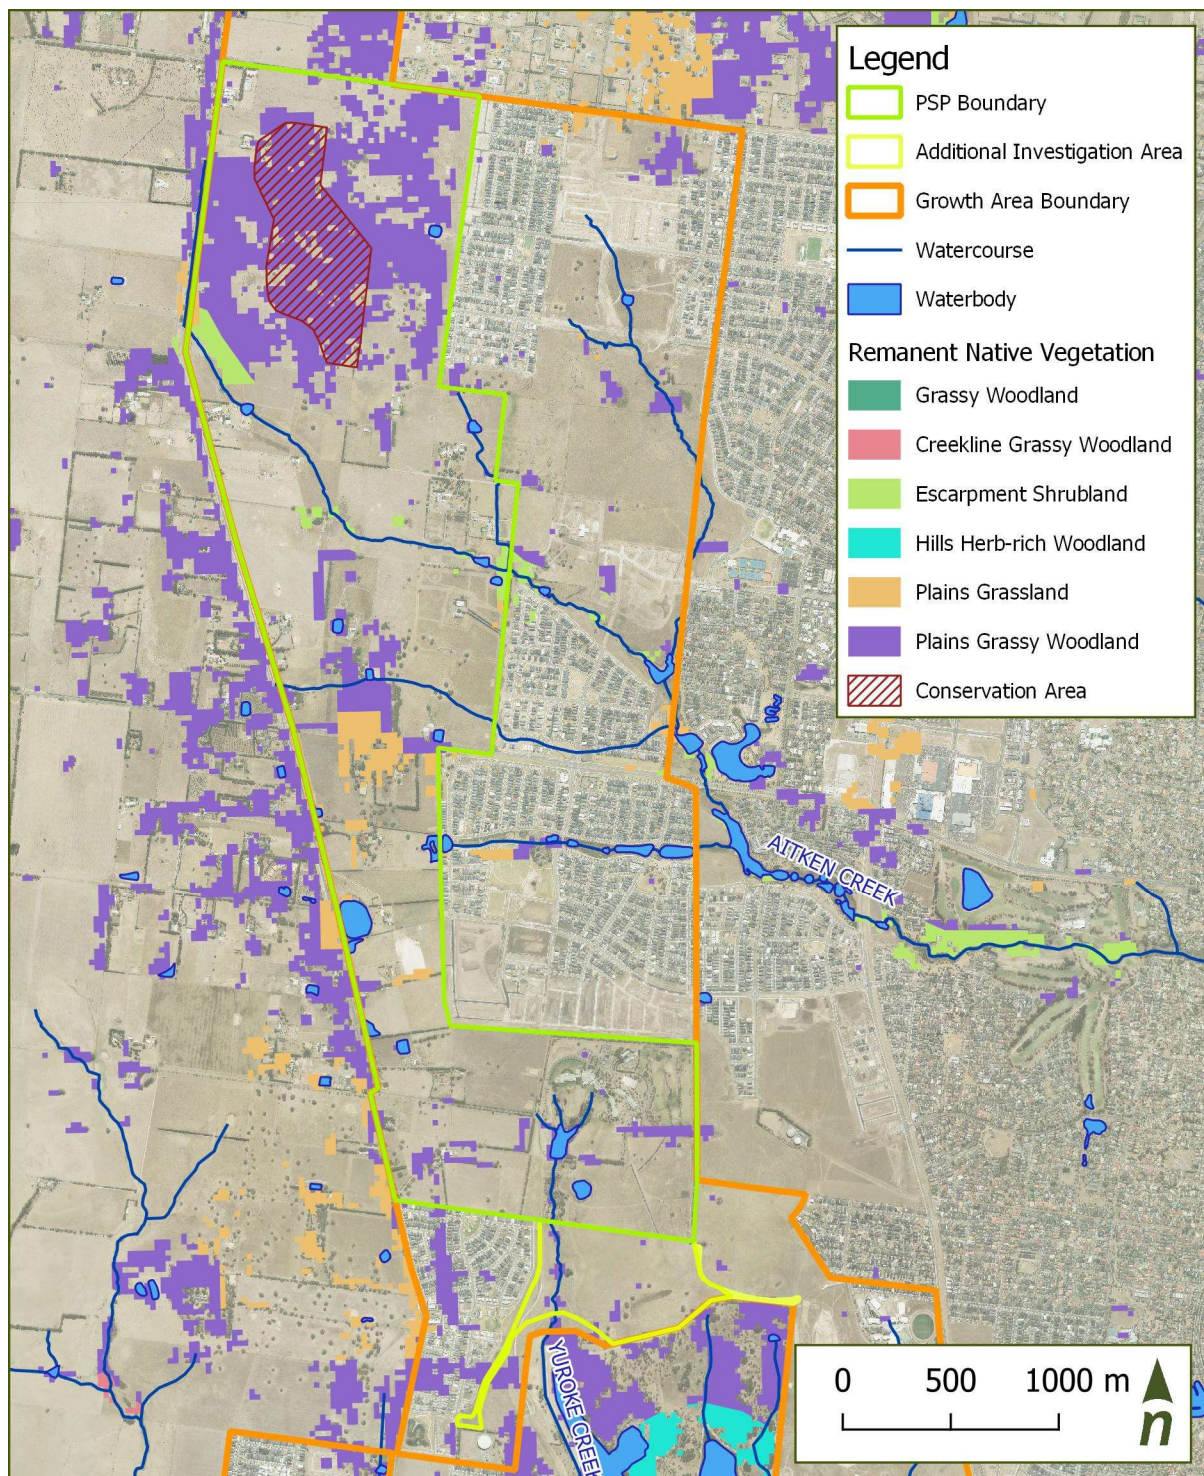 Legend
PSP Boundary
Additional Investigation Area
Growth Area Boundary
Watercourse
Waterbody
Remanent Native Vegetation
Grassy Woodland
Creekline Grassy Woodland
Escarpment Shrubland
Hills Herb-rich Woodland
Plains Grassland
Plains Grassy Woodland
Conservation Area
AITKEN CREEK
YUROKE CREEK
0 500 1000 m
n